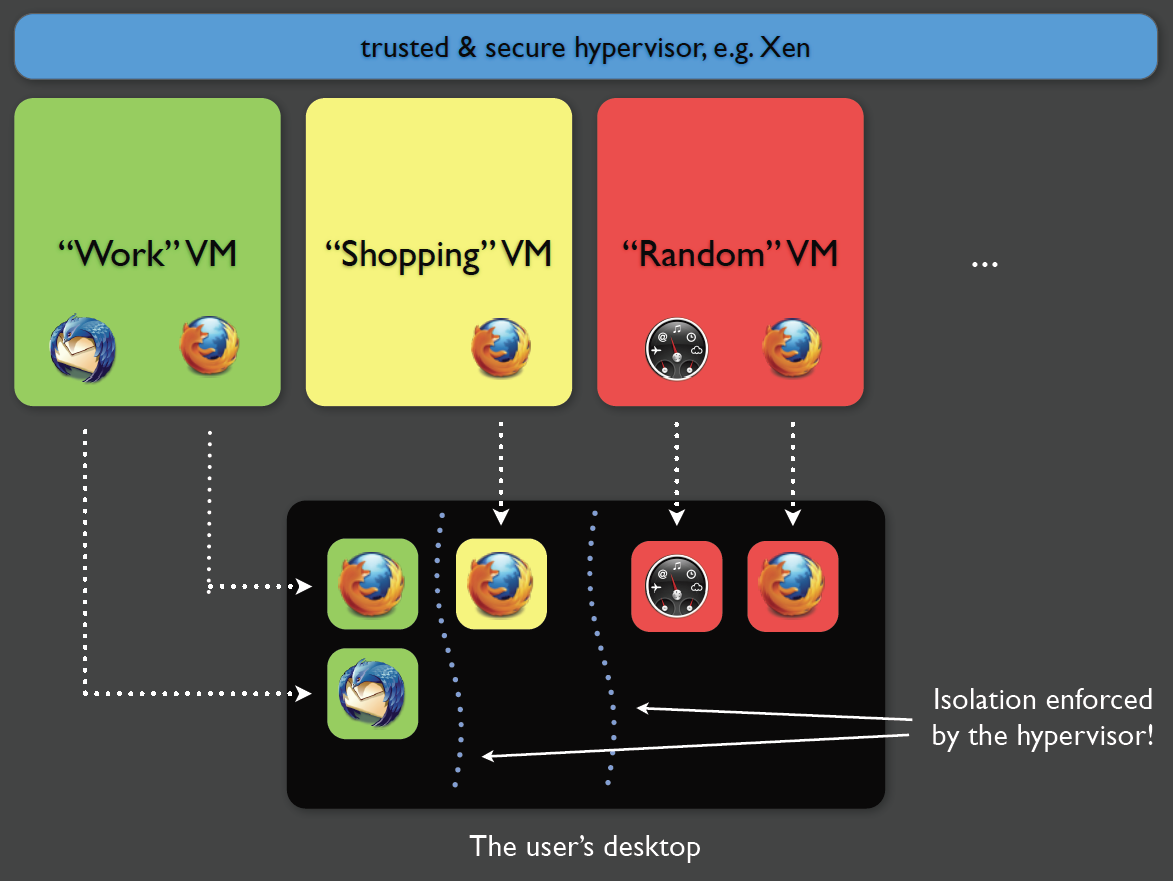 trusted & secure hypervisor, e.g. Xen
“Work” VM
“Shopping” VM
“Random” VM
...
Isolation enforced
by the hypervisor!
The user’s desktop